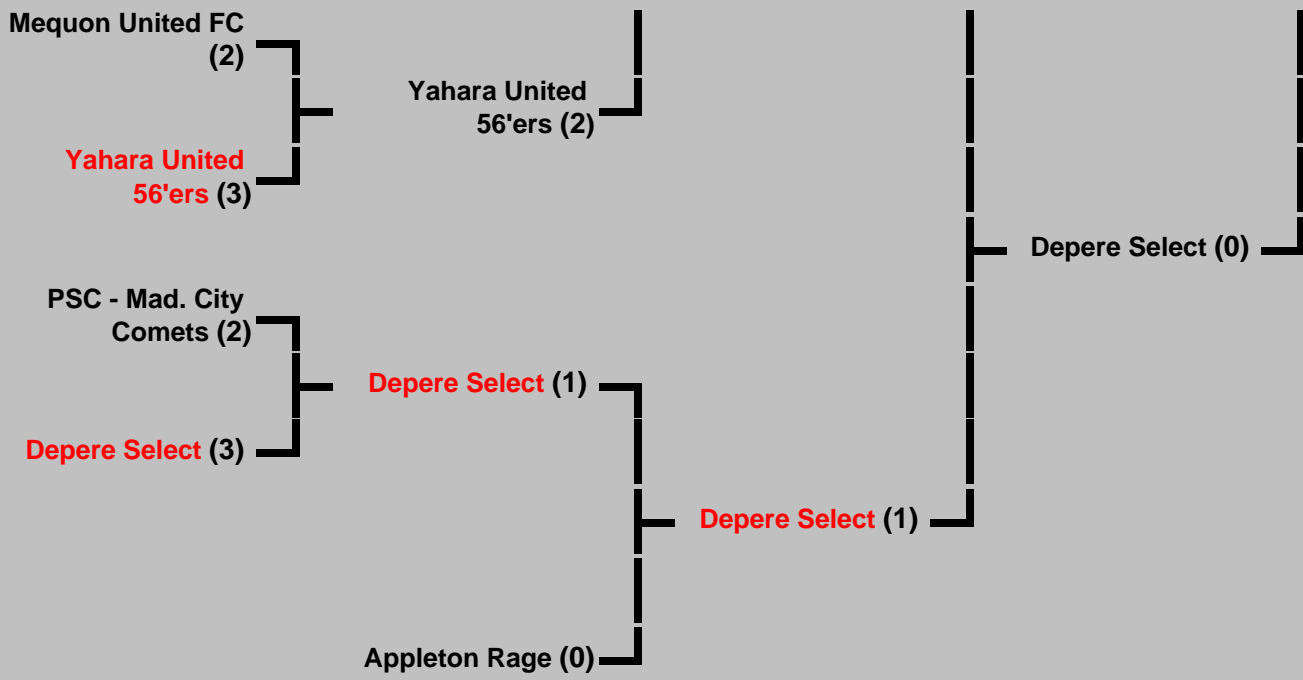 Mequon United FC
(2)
Yahara United
56'ers (2)
Yahara United
56'ers (3)
Depere Select (0)
PSC - Mad. City
Comets (2)
Depere Select (1)
Depere Select (3)
Depere Select (1)
Appleton Rage (0)